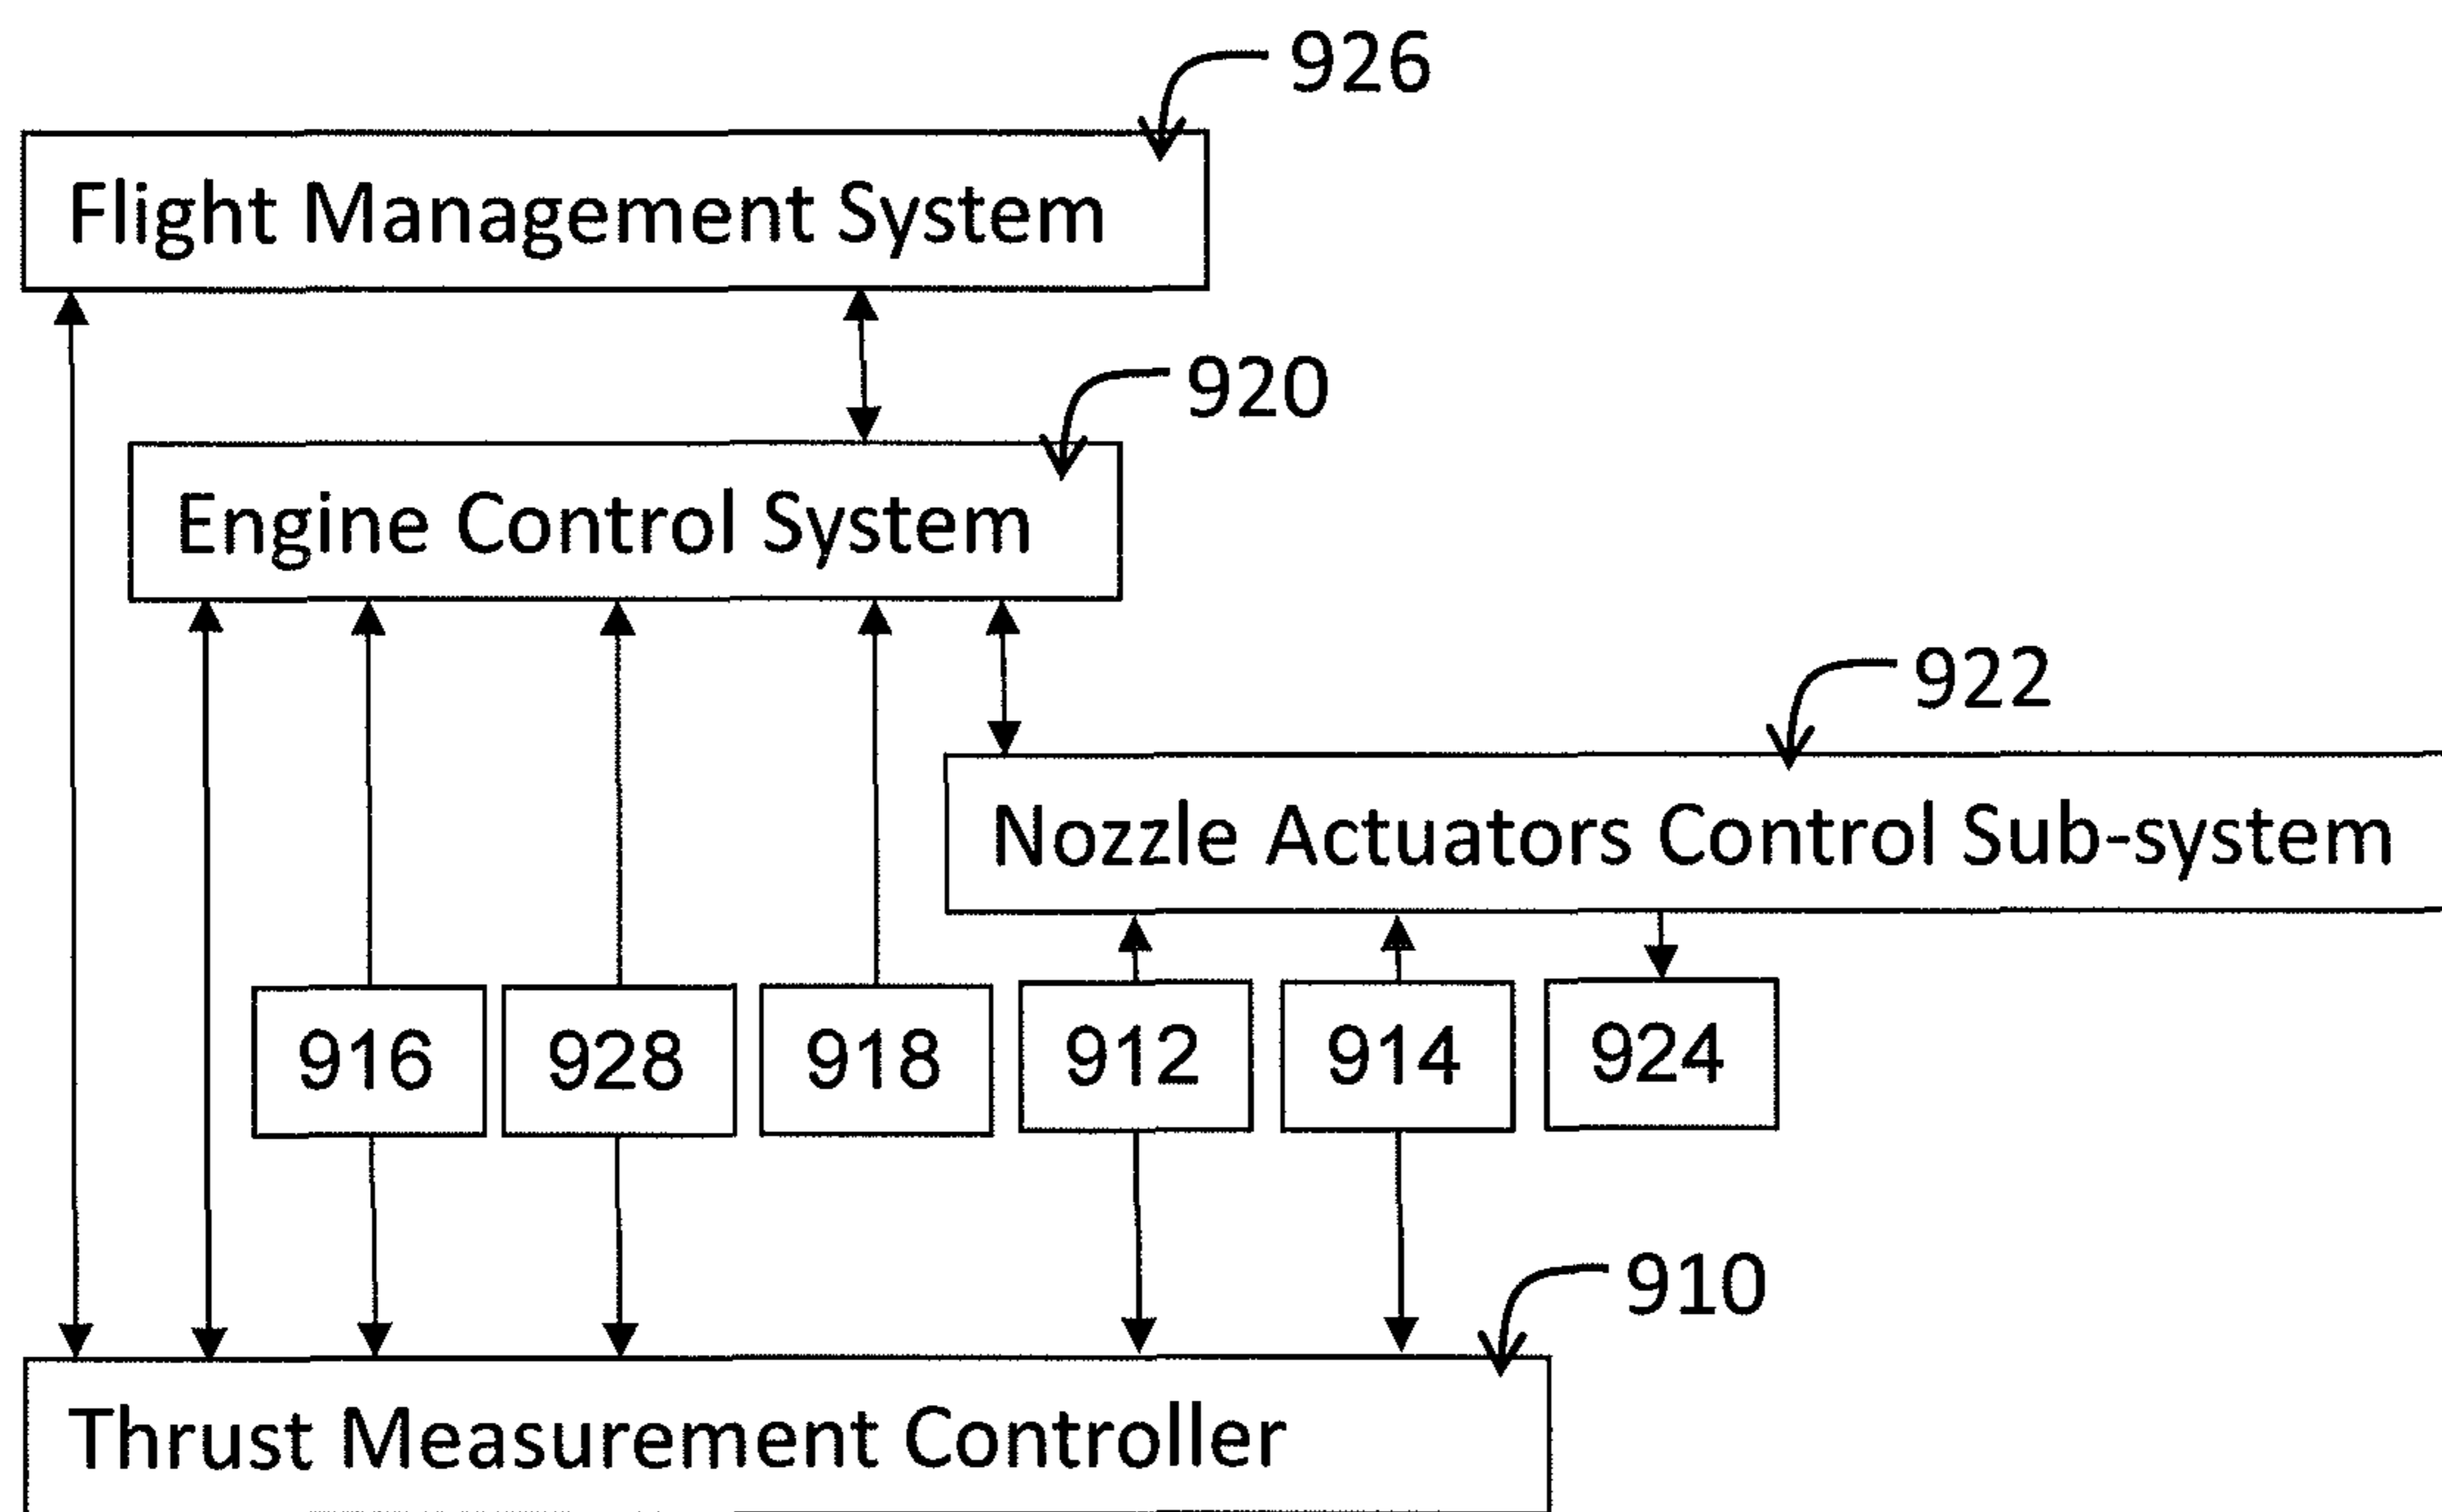 926
Flight Management System
920
Engine Control System
922
Nozzle Actuators Control Sub-system
916 928 918 912 914 924
910
Thrust Measurement Controller